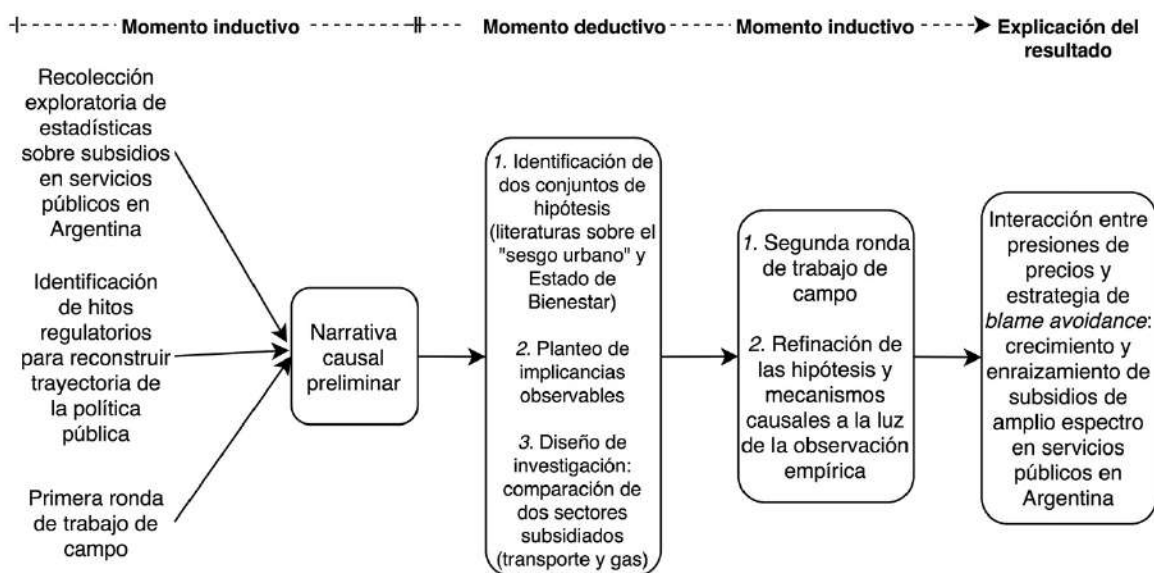 Momento inductivo
Momento deductivo
Momento inductivo
Explicación del
resultado
Recolección
exploratoria de
estadísticas
sobre subsidios
en servicios
públicos en
Argentina
Identificación
de hitos
regulatorios
para reconstruir
trayectoria de
la política
pública
Primera ronda
de trabajo de
campo
Narrativa
causal
preliminar
1. Identificación de
dos conjuntos de
hipótesis
(literaturas sobre el
"sesgo urbano" y
Estado de
Bienestar)
2. Planteo de
implicancias
observables
3. Diseño de
investigación:
comparación de
dos sectores
subsidiados
(transporte y gas)
1. Segunda ronda
de trabajo de
campo
2. Refinación de
las hipótesis y
mecanismos
causales a la luz
de la observación
empírica
Interacción entre
presiones de
precios y
estrategia de
blame avoidance:
crecimiento y
enraizamiento de
subsidios de
amplio espectro
en servicios
públicos en
Argentina